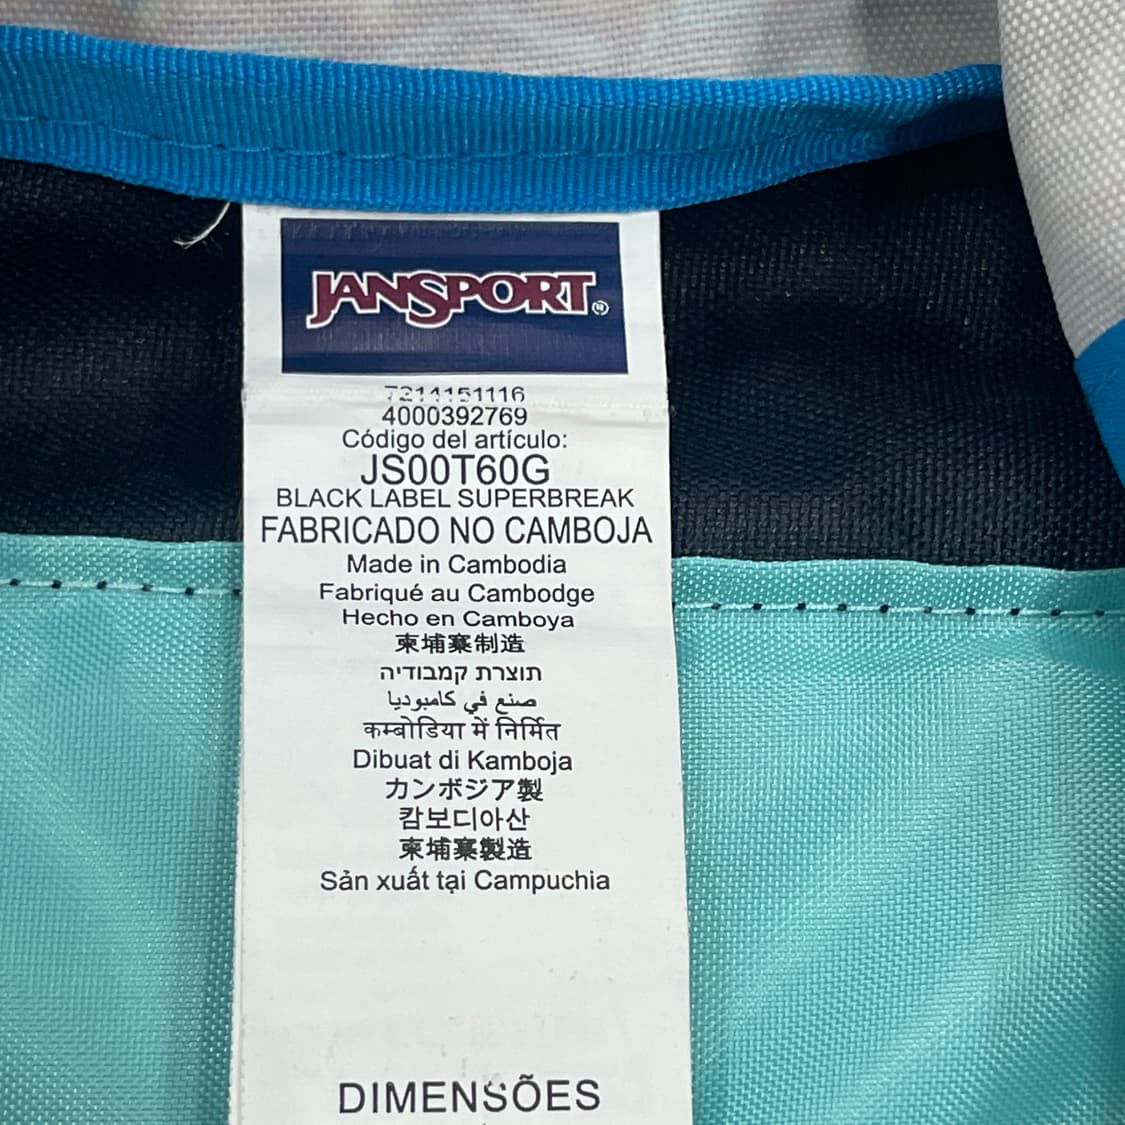 JANSPORT®
7214151116
4000392769
Código del artículo:
JS00T60G
BLACK LABEL SUPERBREAK
FABRICADO NO CAMBOJA
Made in Cambodia
Fabriqué au Cambodge
Hecho en Camboya
柬埔寨制造
תוצרת קמבודיה
صنع في كامبوديا
कम्बोडिया में निर्मित
Dibuat di Kamboja
カンボジア製
캄보디아산
柬埔寨製造
Sản xuất tại Campuchia
DIMENSÕES